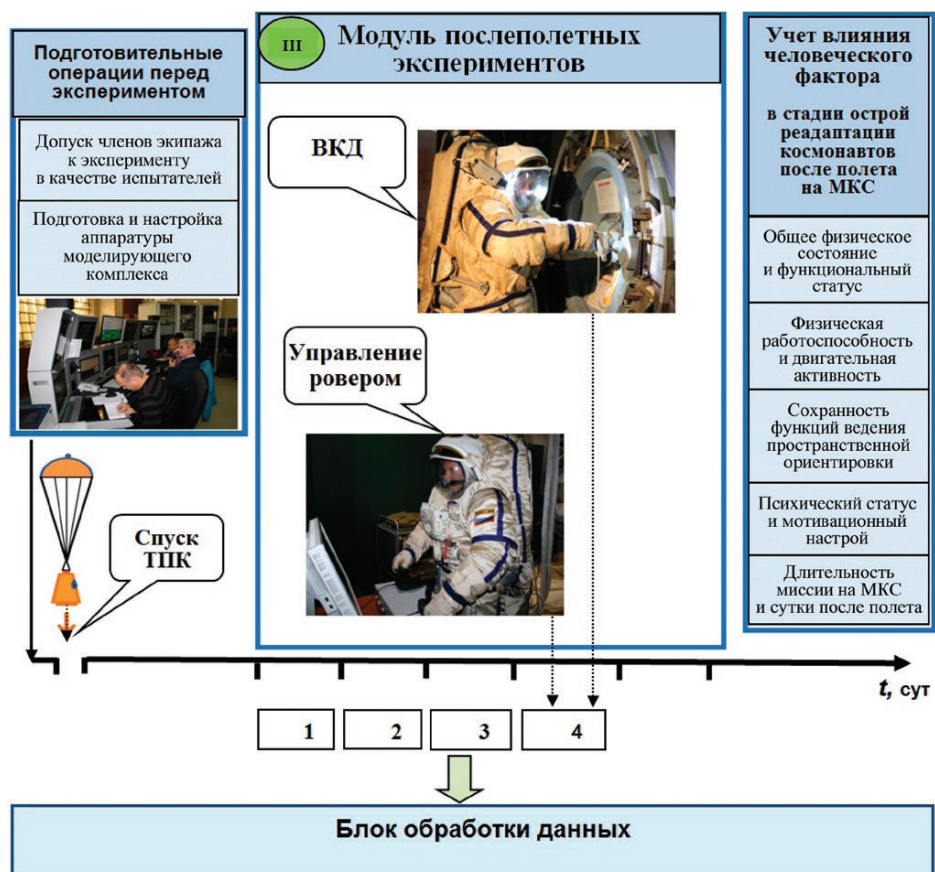 Подготовительные
операции перед
экспериментом
Допуск членов экипажа
к эксперименту
в качестве испытателей
Подготовка и настройка
аппаратуры
моделирующего
комплекса
Спуск
ТПК
III
Модуль послеполетных
экспериментов
ВКД
Управление
ровером
Учет влияния
человеческого
фактора
в стадии острой
реадаптации
космонавтов
после полета
на МКС
Общее физическое
состояние
и функциональный
статус
Физическая
работоспособность
и двигательная
активность
Сохранность
функций ведения
пространственной
ориентировки
Психический статус
и мотивационный
настрой
Длительность
миссии на МКС
и сутки после полета
t, сут
1 2 3 4
Блок обработки данных